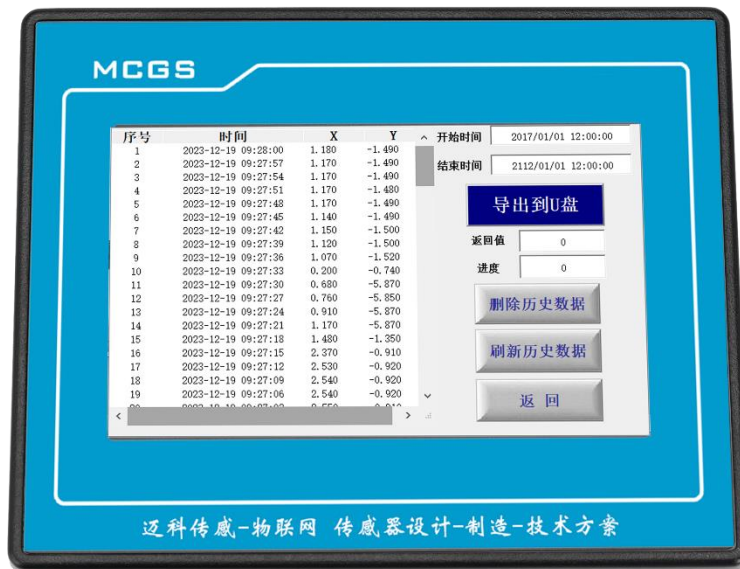 MCGS
序号 时间 X Y
1 2023-12-19 09:28:00 1.180 -1.490
2 2023-12-19 09:27:57 1.170 -1.490
3 2023-12-19 09:27:54 1.170 -1.490
4 2023-12-19 09:27:51 1.170 -1.480
5 2023-12-19 09:27:48 1.170 -1.490
6 2023-12-19 09:27:45 1.140 -1.490
7 2023-12-19 09:27:42 1.150 -1.500
8 2023-12-19 09:27:39 1.120 -1.500
9 2023-12-19 09:27:36 1.070 -1.520
10 2023-12-19 09:27:33 0.200 -0.740
11 2023-12-19 09:27:30 0.680 -5.870
12 2023-12-19 09:27:27 0.760 -5.850
13 2023-12-19 09:27:24 0.910 -5.870
14 2023-12-19 09:27:21 1.170 -5.870
15 2023-12-19 09:27:18 1.480 -1.350
16 2023-12-19 09:27:15 2.370 -0.910
17 2023-12-19 09:27:12 2.530 -0.920
18 2023-12-19 09:27:09 2.540 -0.920
19 2023-12-19 09:27:06 2.540 -0.920
开始时间 2017/01/01 12:00:00
结束时间 2112/01/01 12:00:00
导出到U盘
返回值 0
进度 0
删除历史数据
刷新历史数据
返 回
迈科传感-物联网 传感器设计-制造-技术方案